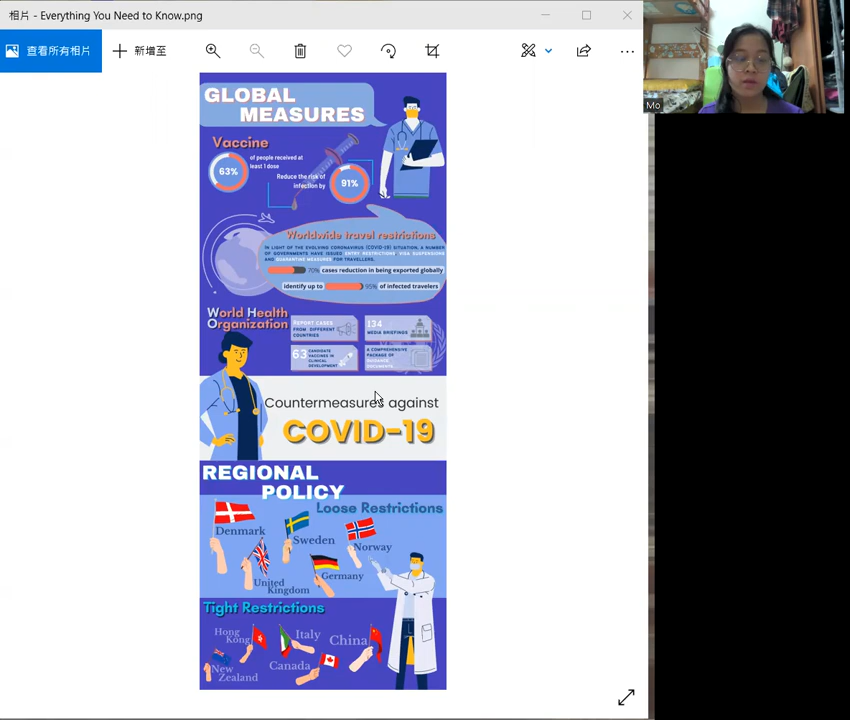 相片 - Everything You Need to Know.png
查看所有相片
新增至
Mo
GLOBAL
MEASURES
Vaccine
63%
of people received at
least 1 dose
Reduce the risk of
infection by
91%
Worldwide travel restrictions
IN LIGHT OF THE EVOLVING CORONAVIRUS (COVID-19) SITUATION, A NUMBER
OF GOVERNMENTS HAVE ISSUED ENTRY RESTRICTIONS, VISA SUSPENSIONS
AND QUARANTINE MEASURES FOR TRAVELLERS.
70% cases reduction in being exported globally
identify up to 95% of infected travelers
World Health
Organization
REPORT CASES
FROM DIFFERENT
COUNTRIES
134
MEDIA BRIEFINGS
63 CANDIDATE
VACCINES IN
CLINICAL
DEVELOPMENT
A COMPREHENSIVE
PACKAGE OF
GUIDANCE
DOCUMENTS
Countermeasures against
COVID-19
REGIONAL
POLICY
Loose Restrictions
Denmark
Sweden
Norway
United
Kingdom
Germany
Tight Restrictions
Hong
Kong
Italy
China
New
Zealand
Canada